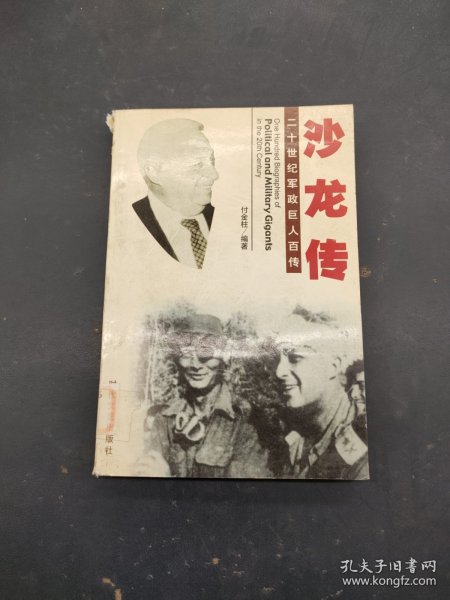 沙龙传
二十世纪军政巨人百传
One Hundred Biographies of
Political and Military Gigants
in the 20th Century
付金柱/编著
版社
孔夫子旧书网
www.kongfz.com